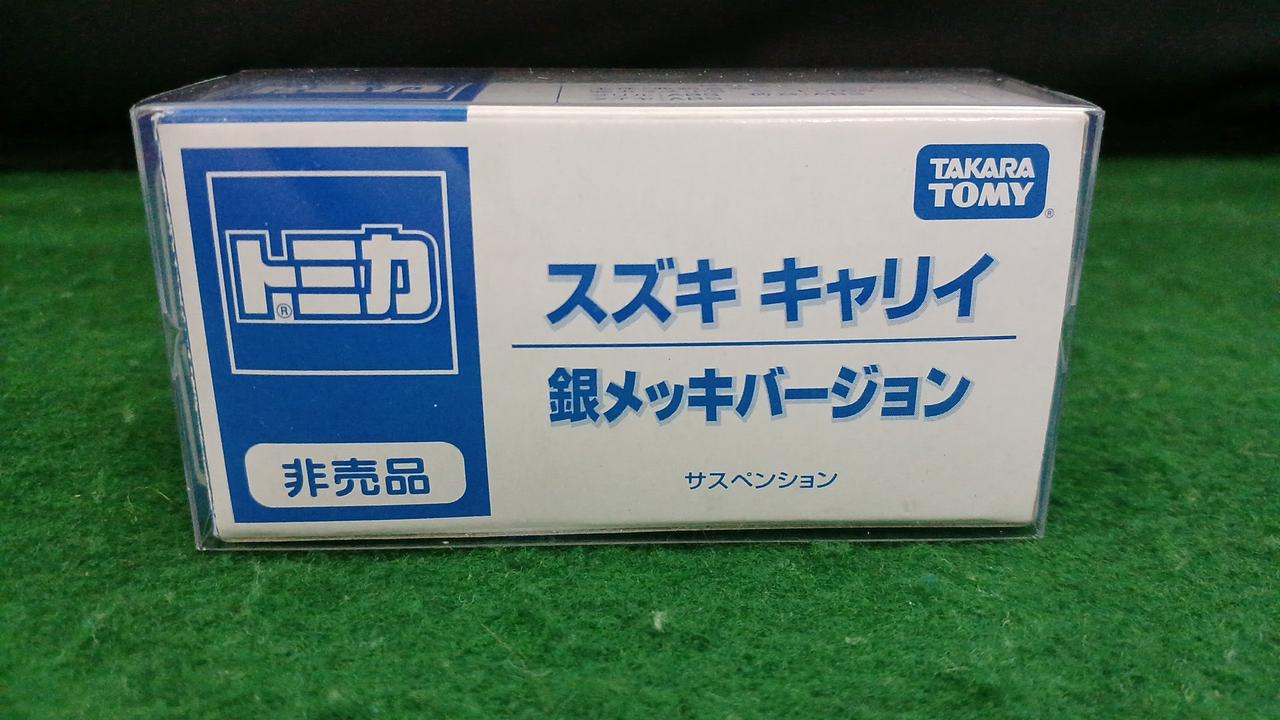 トミカ®
非売品
TAKARA
TOMY®
スズキ キャリイ
銀メッキバージョン
サスペンション